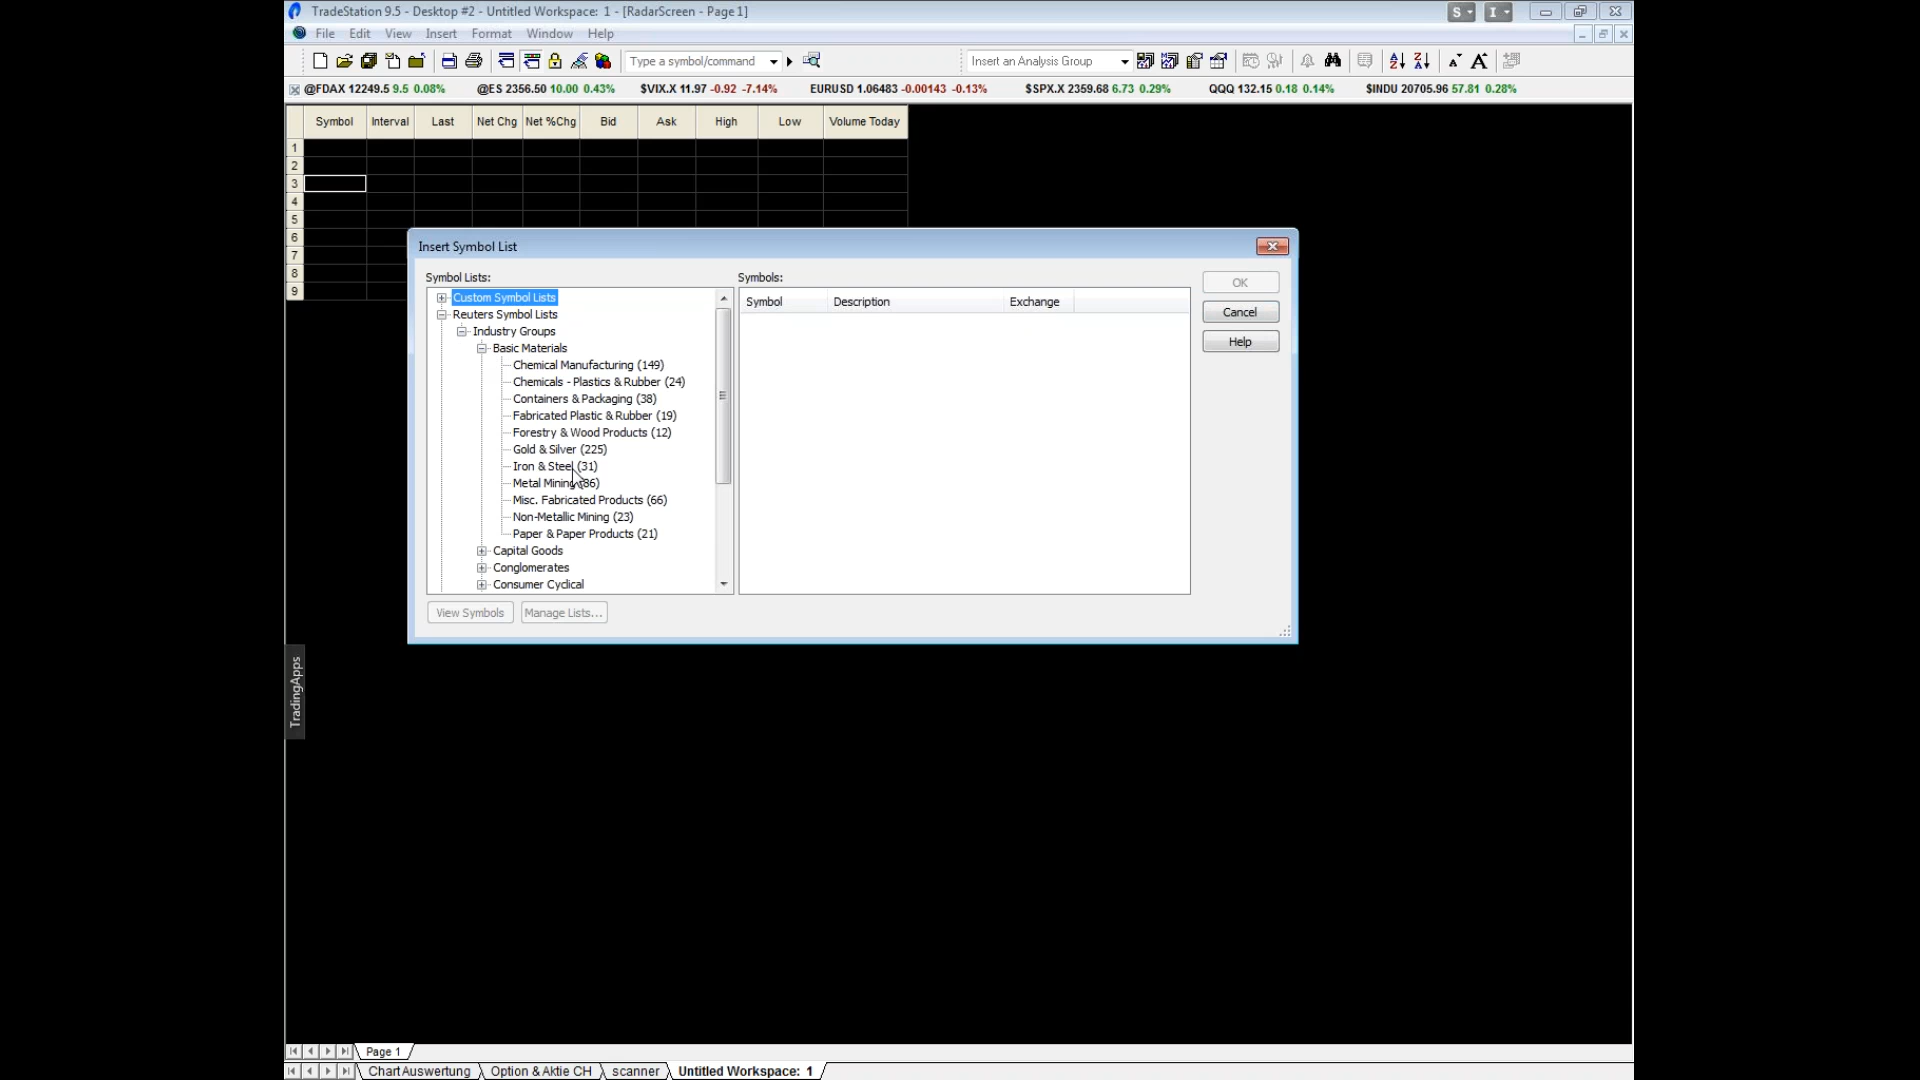 TradeStation 9.5 - Desktop #2 - Untitled Workspace: 1 - [RadarScreen - Page1]
S
I
File Edit View Insert Format Window Help
Type a symbol/command
Insert an Analysis Group
@FDAX 12249.5 9.5 0.08% @ES 2356.50 10.00 0.43% $VIX.X 11.97 -0.92 -7.14% EURUSD 1.06483 -0.00143 -0.13% $SPX.X 2359.68 6.73 0.29% QQQ 132.15 0.18 0.14% $INDU 20705.96 57.81 0.28%
Symbol Interval Last Net Chg Net %Chg Bid Ask High Low Volume Today
1
2
3
4
5
6
7
8
9
Insert Symbol List
Symbol Lists:
Custom Symbol Lists
Reuters Symbol Lists
Industry Groups
Basic Materials
Chemical Manufacturing (149)
Chemicals - Plastics & Rubber (24)
Containers & Packaging (38)
Fabricated Plastic & Rubber (19)
Forestry & Wood Products (12)
Gold & Silver (225)
Iron & Steel (31)
Metal Mining (86)
Misc. Fabricated Products (66)
Non-Metallic Mining (23)
Paper & Paper Products (21)
Capital Goods
Conglomerates
Consumer Cyclical
View Symbols Manage Lists...
Symbols:
Symbol Description Exchange
OK
Cancel
Help
TradingApps
Page 1
ChartAuswertung Option & Aktie CH scanner Untitled Workspace: 1